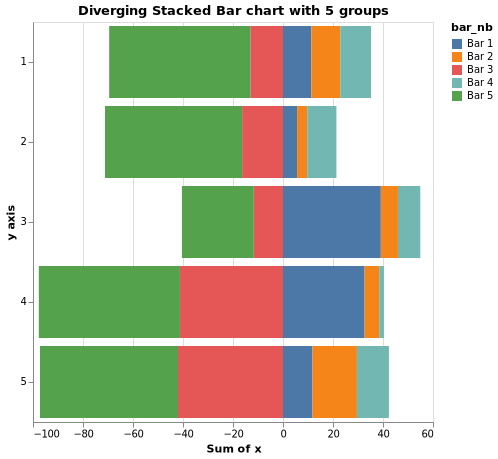 Diverging Stacked Bar chart with 5 groups
bar_nb
Bar 1
Bar 2
Bar 3
Bar 4
Bar 5
y axis
1
2
3
4
5
−100 −80 −60 −40 −20 0 20 40 60
Sum of x